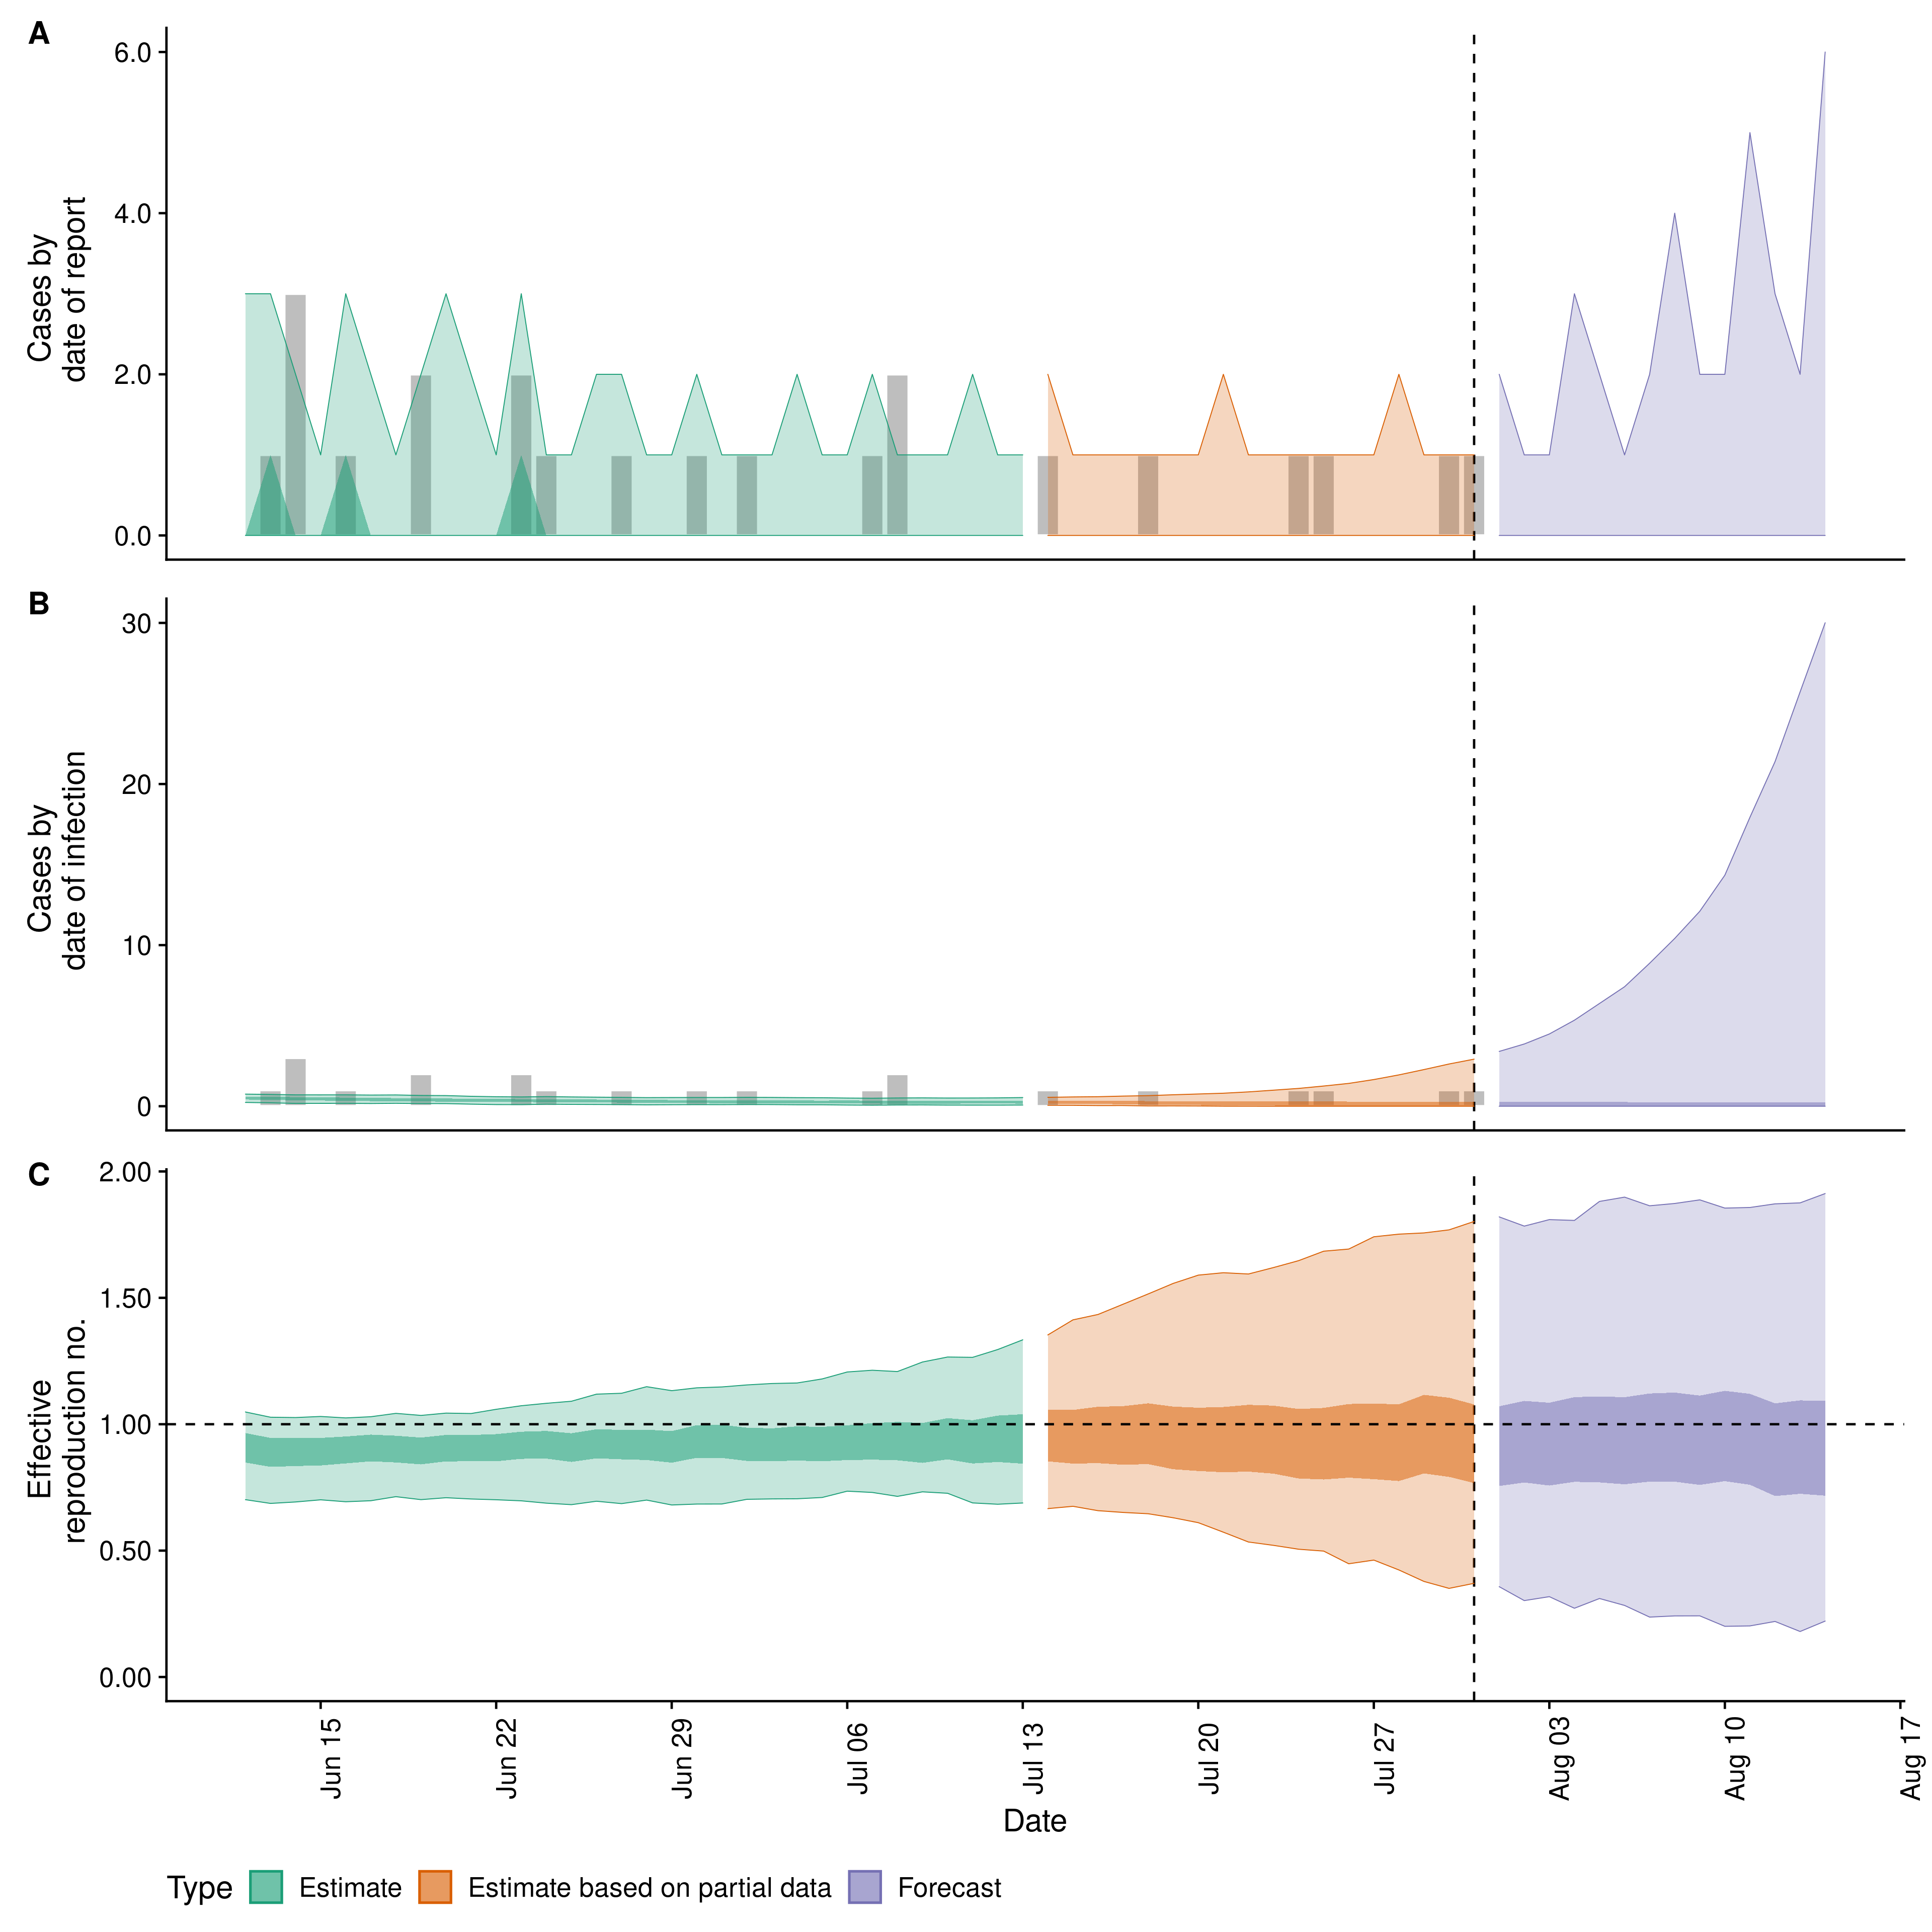 A
6.0
4.0
2.0
0.0
Cases by
date of report
B
30
20
10
0
Cases by
date of infection
C
2.00
1.50
1.00
0.50
0.00
Effective
reproduction no.
Jun 15
Jun 22
Jun 29
Jul 06
Jul 13
Jul 20
Jul 27
Aug 03
Aug 10
Aug 17
Date
Type Estimate Estimate based on partial data Forecast